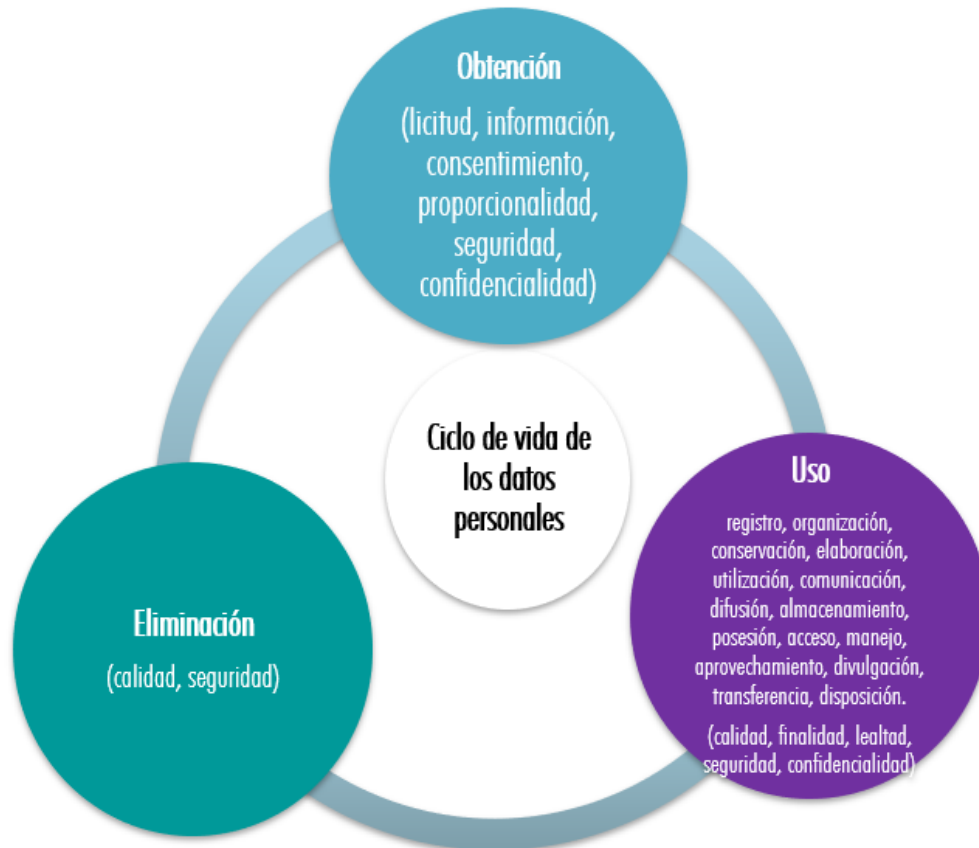 Obtención
(licitud, información,
consentimiento,
proporcionalidad,
seguridad,
confidencialidad)
Ciclo de vida de
los datos
personales
Uso
registro, organización,
conservación, elaboración,
utilización, comunicación,
difusión, almacenamiento,
posesión, acceso, manejo,
aprovechamiento, divulgación,
transferencia, disposición.
(calidad, finalidad, lealtad,
seguridad, confidencialidad)
Eliminación
(calidad, seguridad)